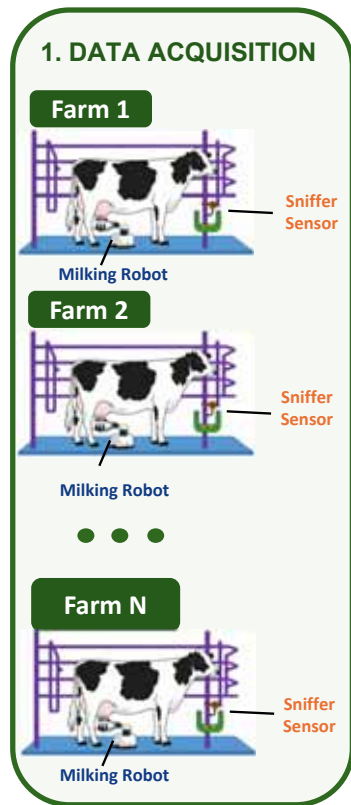 1. DATA ACQUISITION
Farm 1
Sniffer
Sensor
Milking Robot
Farm 2
Sniffer
Sensor
Milking Robot
Farm N
Sniffer
Sensor
Milking Robot